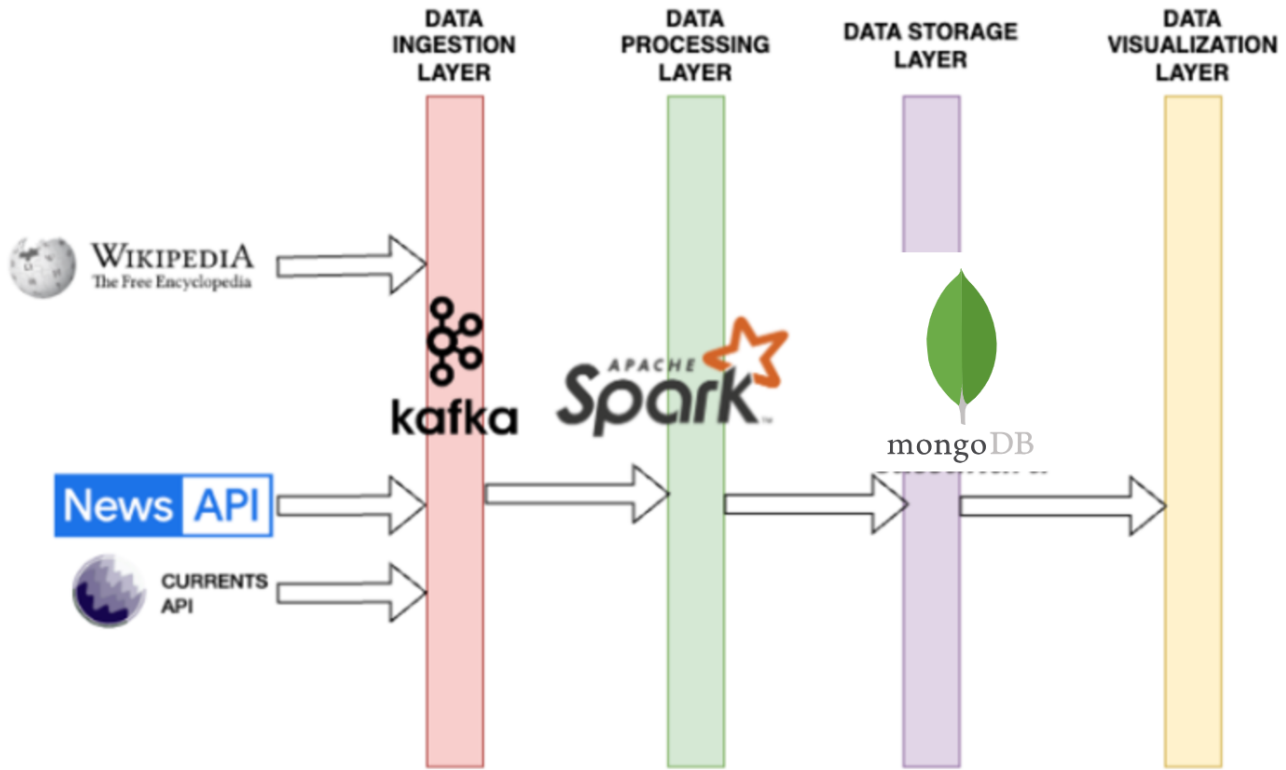 DATA
INGESTION
LAYER
DATA
PROCESSING
LAYER
DATA STORAGE
LAYER
DATA
VISUALIZATION
LAYER
WIKIPEDIA
The Free Encyclopedia
kafka
APACHE
Spark™
mongoDB
News API
CURRENTS
API